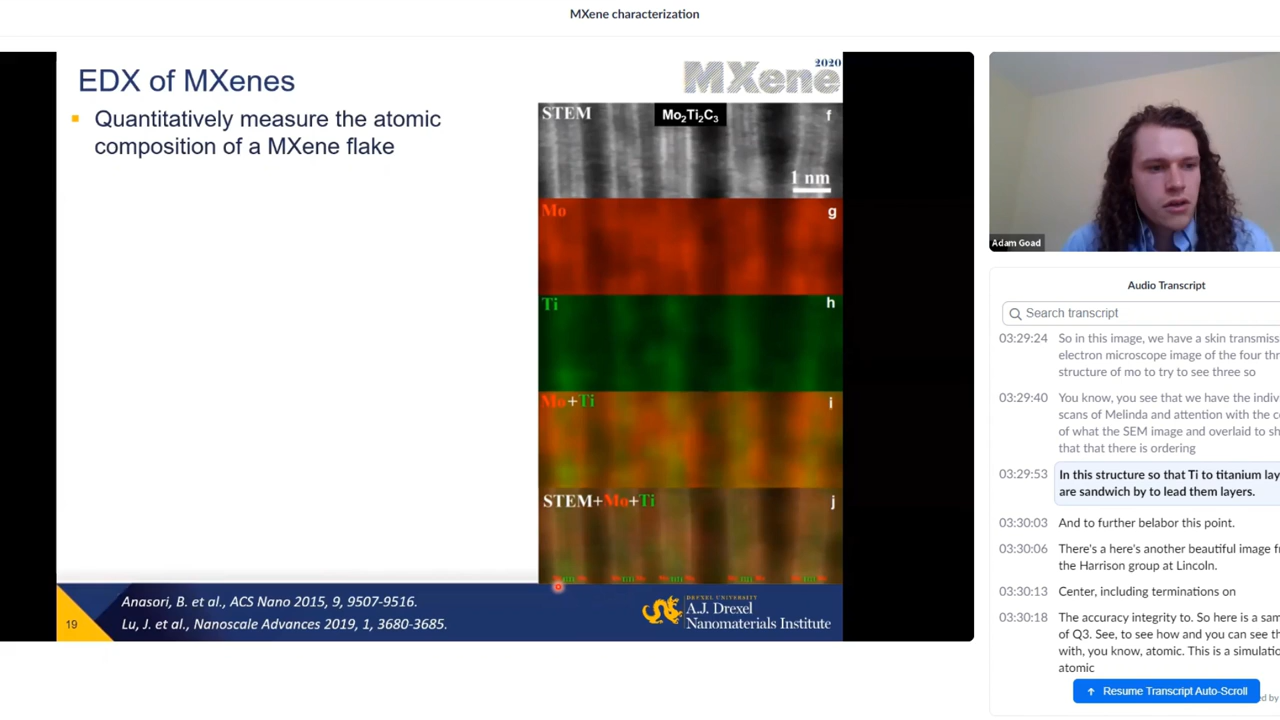 MXene characterization
EDX of MXenes
Quantitatively measure the atomic
composition of a MXene flake
MXene 2020
STEM
Mo2Ti2C3
f
1 nm
Mo
g
Ti
h
Mo+Ti
i
STEM+Mo+Ti
j
19
Anasori, B. et al., ACS Nano 2015, 9, 9507-9516.
Lu, J. et al., Nanoscale Advances 2019, 1, 3680-3685.
DREXEL UNIVERSITY
A.J. Drexel
Nanomaterials Institute
Adam Goad
Audio Transcript
Search transcript
03:29:24
So in this image, we have a skin transmiss
electron microscope image of the four thr
structure of mo to try to see three so
03:29:40
You know, you see that we have the indiv
scans of Melinda and attention with the c
of what the SEM image and overlaid to sh
that that there is ordering
03:29:53
In this structure so that Ti to titanium lay
are sandwich by to lead them layers.
03:30:03
And to further belabor this point.
03:30:06
There's a here's another beautiful image f
the Harrison group at Lincoln.
03:30:13
Center, including terminations on
03:30:18
The accuracy integrity to. So here is a sam
of Q3. See, to see how and you can see th
with, you know, atomic. This is a simulatio
atomic
Resume Transcript Auto-Scroll
ed by